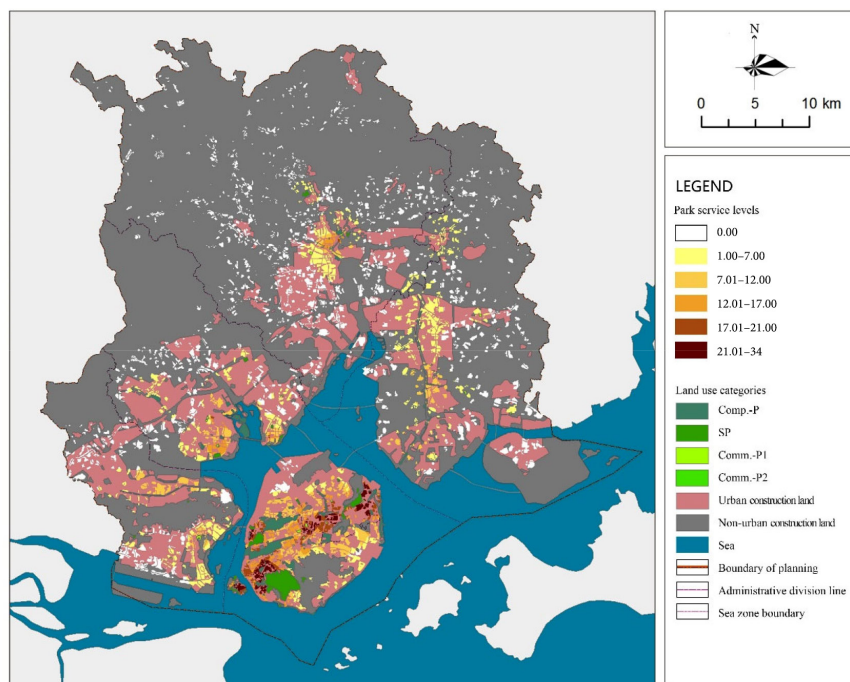 N
0 5 10 km
LEGEND
Park service levels
0.00
1.00–7.00
7.01–12.00
12.01–17.00
17.01–21.00
21.01–34
Land use categories
Comp.-P
SP
Comm.-P1
Comm.-P2
Urban construction land
Non-urban construction land
Sea
Boundary of planning
Administrative division line
Sea zone boundary